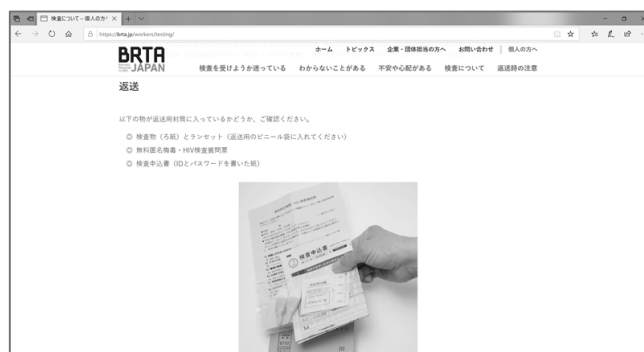 検査について – 個人の方
https://brta.jp/workers/testing/
BRTA
JAPAN
ホーム トピックス 企業・団体担当の方へ お問い合わせ 個人の方へ
検査を受けようか迷っている わからないことがある 不安や心配がある 検査について 返送時の注意
返送
以下の物が返送用封筒に入っているかどうか。ご確認ください。
◎ 検査物（ろ紙）とランセット（返送用のビニール袋に入れてください）
◎ 無料匿名梅毒・HIV検査質問票
◎ 検査申込書（IDとパスワードを書いた紙）
検査申込書